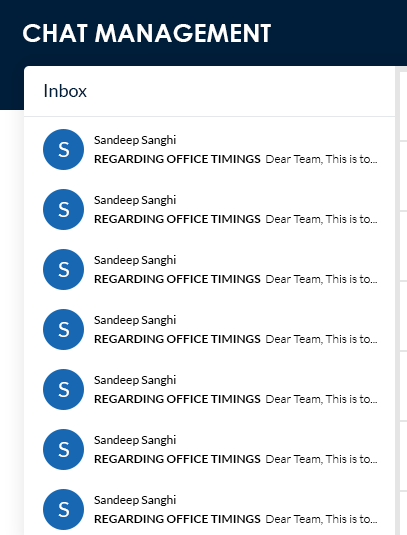 CHAT MANAGEMENT
Inbox
S
Sandeep Sanghi
REGARDING OFFICE TIMINGS Dear Team, This is to...
S
Sandeep Sanghi
REGARDING OFFICE TIMINGS Dear Team, This is to...
S
Sandeep Sanghi
REGARDING OFFICE TIMINGS Dear Team, This is to...
S
Sandeep Sanghi
REGARDING OFFICE TIMINGS Dear Team, This is to...
S
Sandeep Sanghi
REGARDING OFFICE TIMINGS Dear Team, This is to...
S
Sandeep Sanghi
REGARDING OFFICE TIMINGS Dear Team, This is to...
S
Sandeep Sanghi
REGARDING OFFICE TIMINGS Dear Team, This is to...